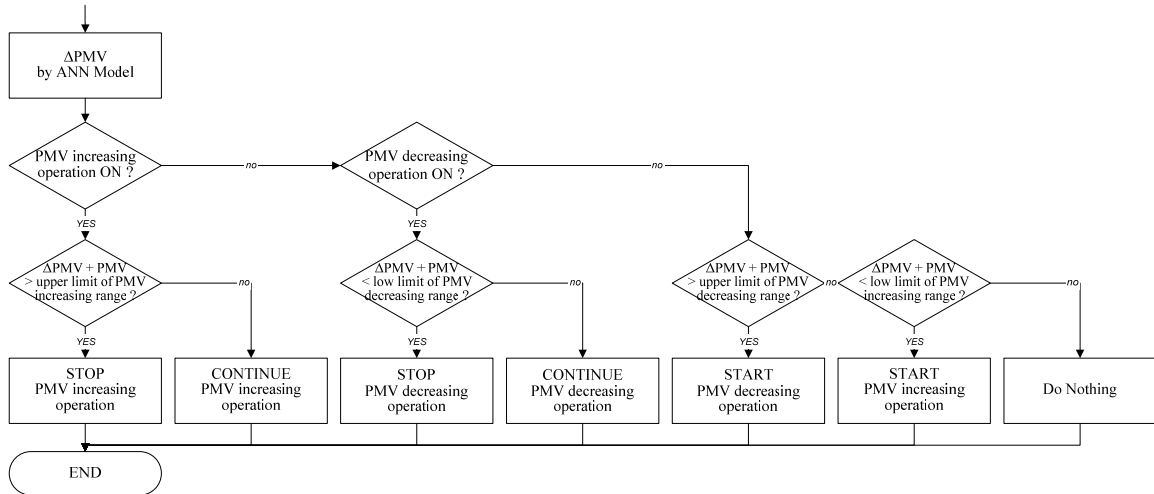 ΔPMV
by ANN Model
PMV increasing
operation ON ?
no
PMV decreasing
operation ON ?
no
YES
YES
ΔPMV + PMV
> upper limit of PMV
increasing range ?
no
ΔPMV + PMV
< low limit of PMV
decreasing range ?
no
ΔPMV + PMV
> upper limit of PMV
decreasing range ?
no
ΔPMV + PMV
< low limit of PMV
increasing range ?
no
YES
YES
YES
YES
STOP
PMV increasing
operation
CONTINUE
PMV increasing
operation
STOP
PMV decreasing
operation
CONTINUE
PMV decreasing
operation
START
PMV decreasing
operation
START
PMV increasing
operation
Do Nothing
END